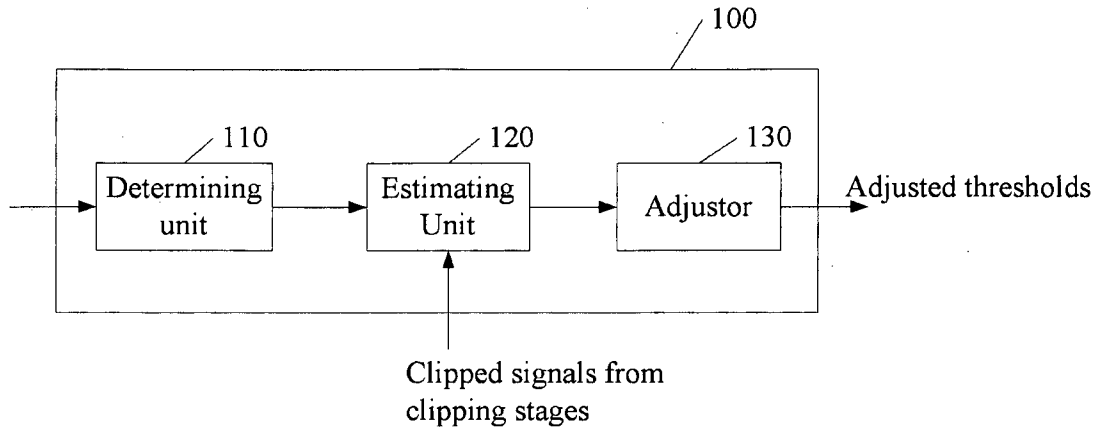 100
110
120
130
Determining
unit
Estimating
Unit
Adjustor
Adjusted thresholds
Clipped signals from
clipping stages